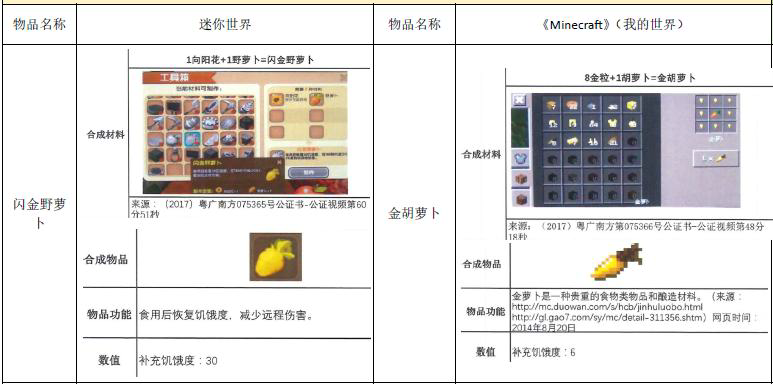 物品名称
迷你世界
物品名称
《Minecraft》（我的世界）
闪金野萝
卜
合成材料
1向阳花+1野萝卜=闪金野萝卜
工具箱
当前材料可制作：
闪金野萝卜
来源：（2017）粤广南方075365号公证书-公证视频第60
分51秒
合成物品
物品功能
食用后恢复饥饿度，减少远程伤害。
数值
补充饥饿度：30
金胡萝卜
合成材料
8金粒+1胡萝卜=金胡萝卜
金萝卜
金萝卜
来源：（2017）粤广南方第075366号公证书-公证视频第48分
18秒
合成物品
物品功能
金萝卜是一种贵重的食物类物品和酿造材料。（来源：
http://mc.duowan.com/s/hcb/jinhuluobo.html
http://gl.gao7.com/sy/mc/detail-311356.shtm）网页时间：
2014年8月20日
数值
补充饥饿度：6